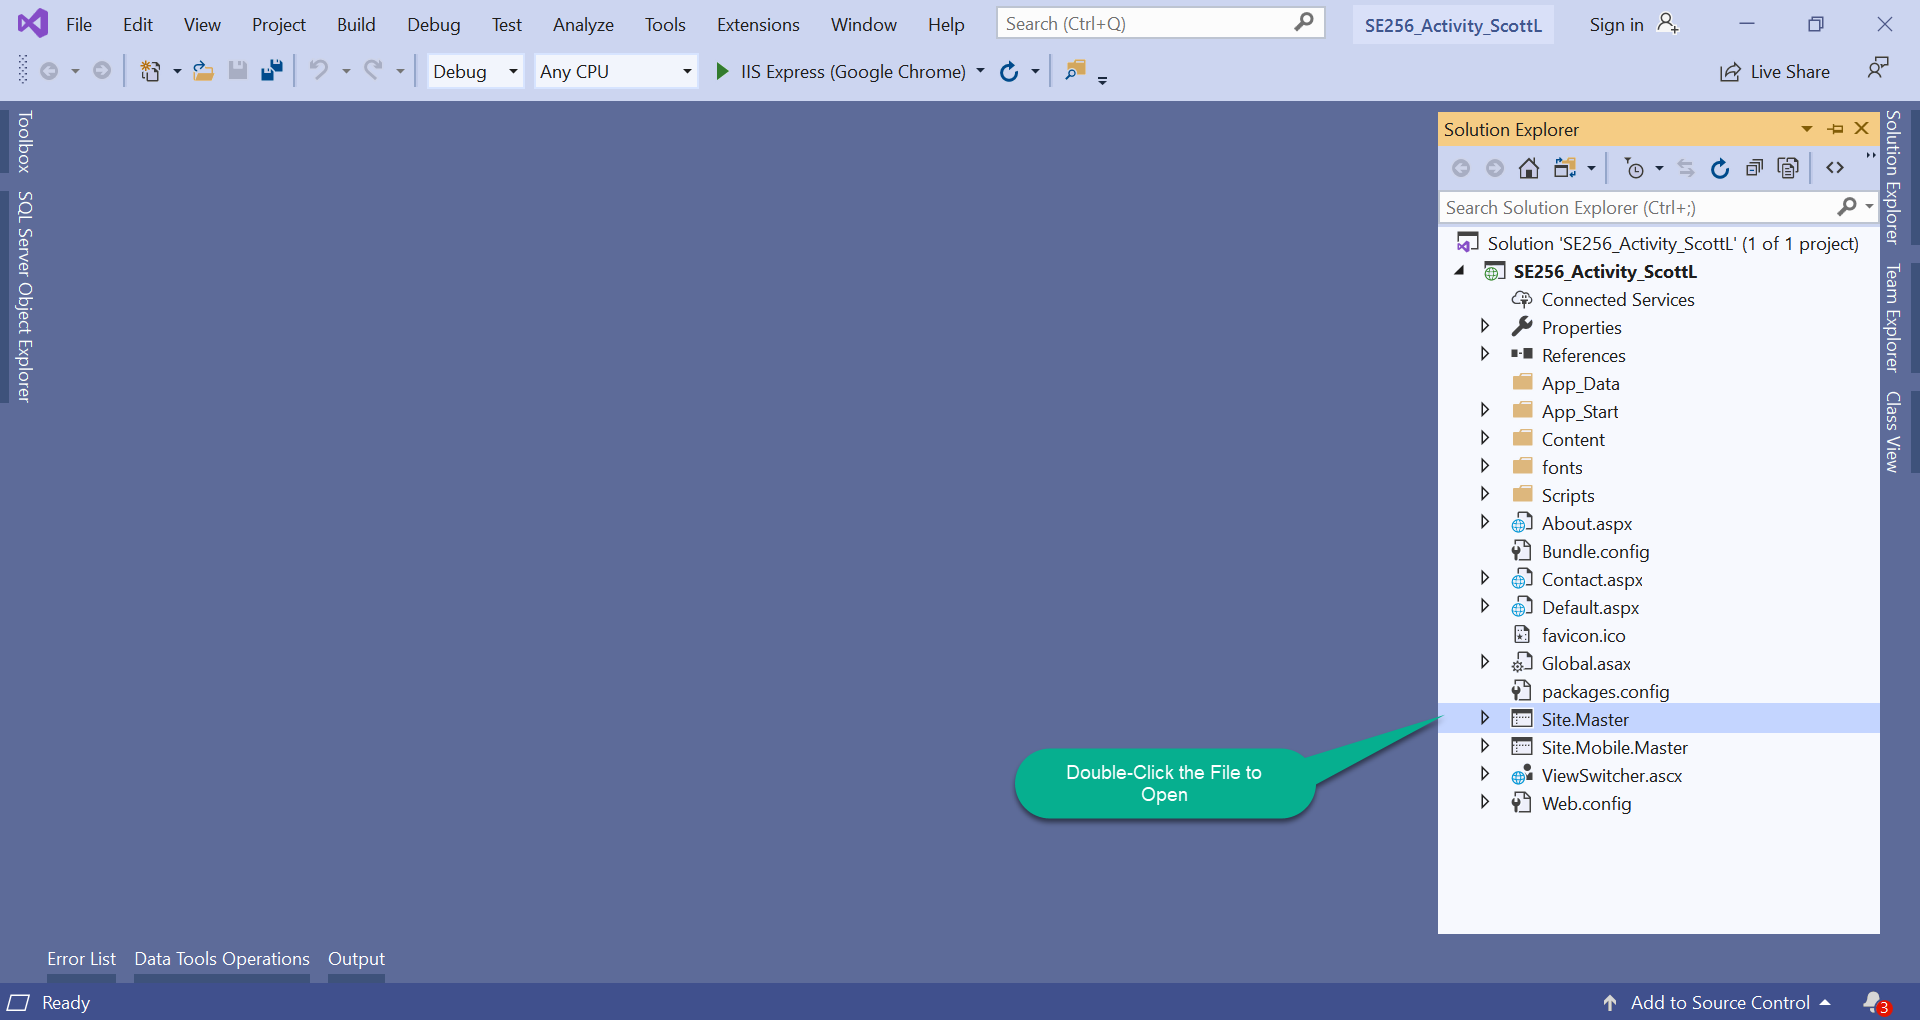 File Edit View Project Build Debug Test Analyze Tools Extensions Window Help Search (Ctrl+Q) SE256_Activity_ScottL Sign in
Debug Any CPU IIS Express (Google Chrome) Live Share
Toolbox
SQL Server Object Explorer
Solution Explorer
Search Solution Explorer (Ctrl+;)
Solution 'SE256_Activity_ScottL' (1 of 1 project)
SE256_Activity_ScottL
Connected Services
Properties
References
App_Data
App_Start
Content
fonts
Scripts
About.aspx
Bundle.config
Contact.aspx
Default.aspx
favicon.ico
Global.asax
packages.config
Site.Master
Site.Mobile.Master
ViewSwitcher.ascx
Web.config
Double-Click the File to
Open
Solution Explorer
Team Explorer
Class View
Error List Data Tools Operations Output
Ready Add to Source Control 3